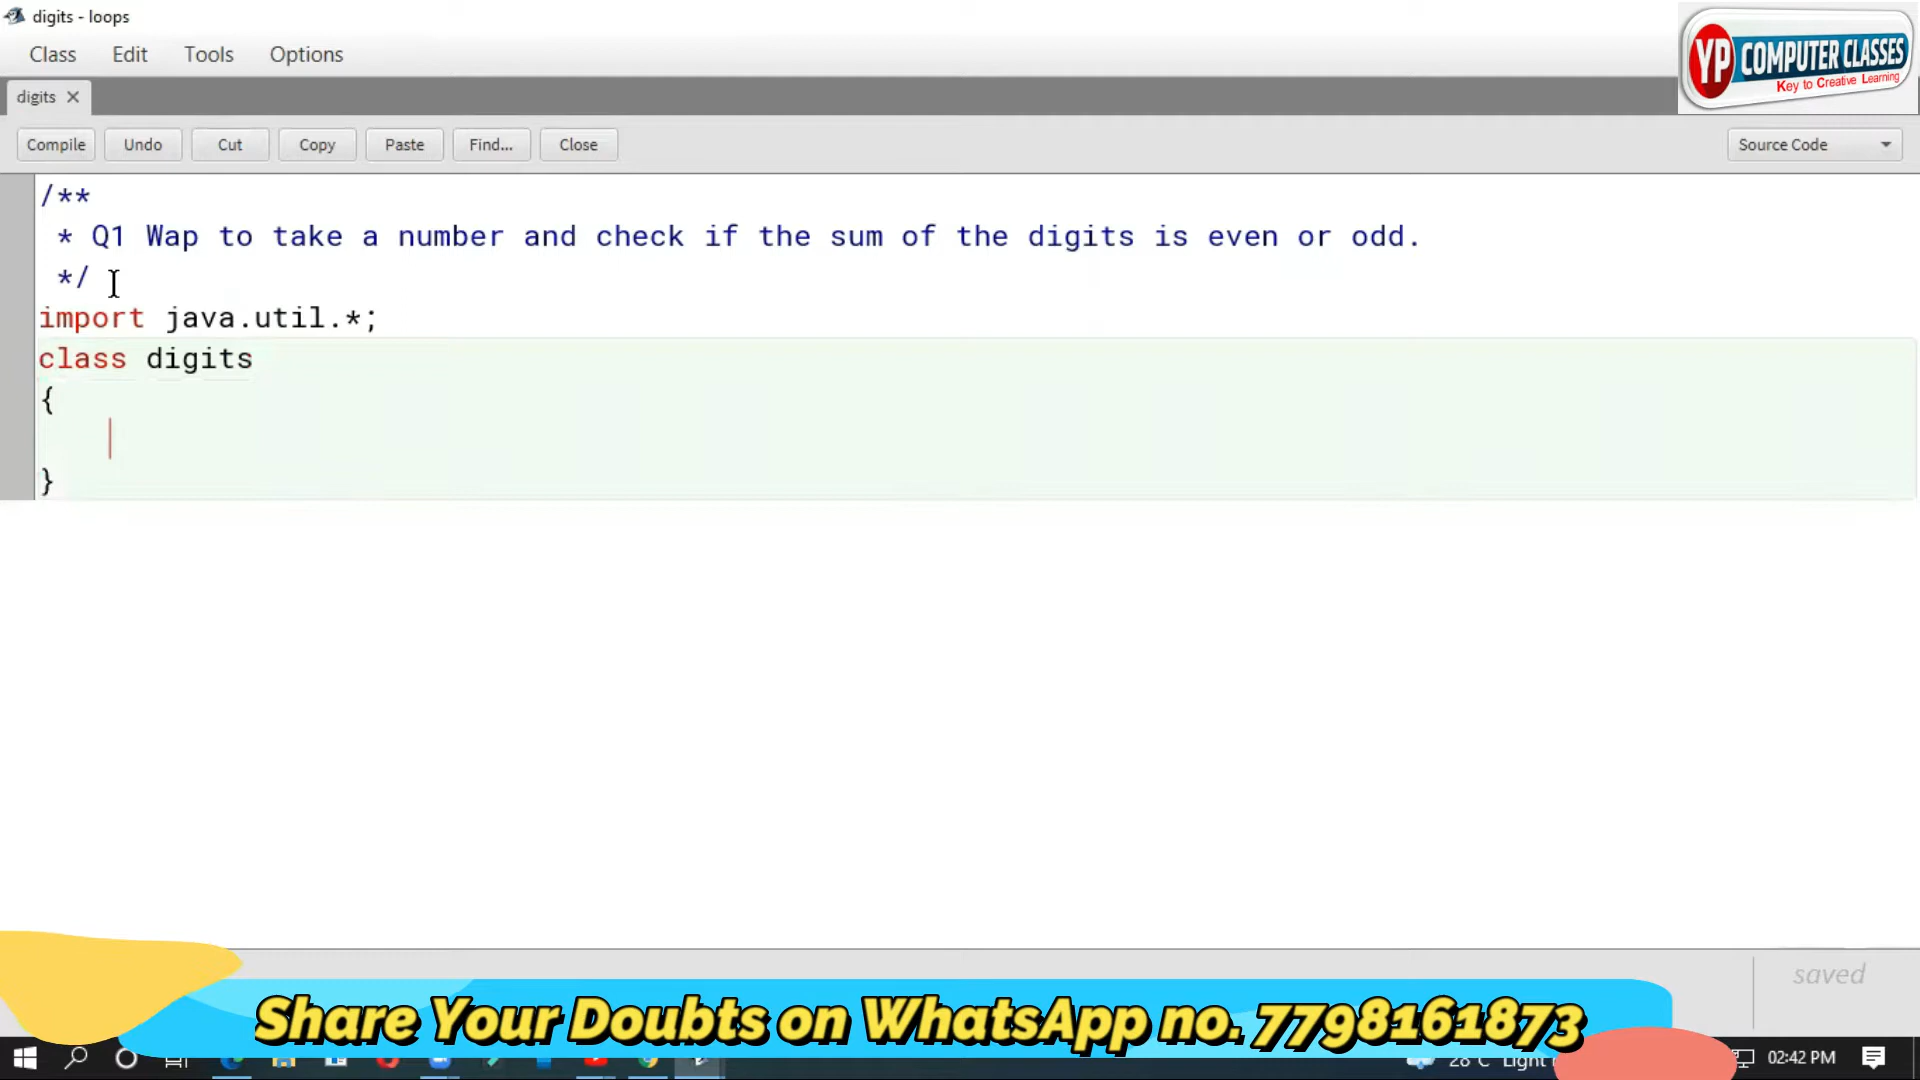 digits - loops
Class Edit Tools Options
YP COMPUTER CLASSES
Key to Creative Learning
digits
Compile Undo Cut Copy Paste Find... Close Source Code
/**
* Q1 Wap to take a number and check if the sum of the digits is even or odd.
*/
import java.util.*;
class digits
{
}
saved
Share Your Doubts on WhatsApp no. 7798161873
28°C Light
02:42 PM